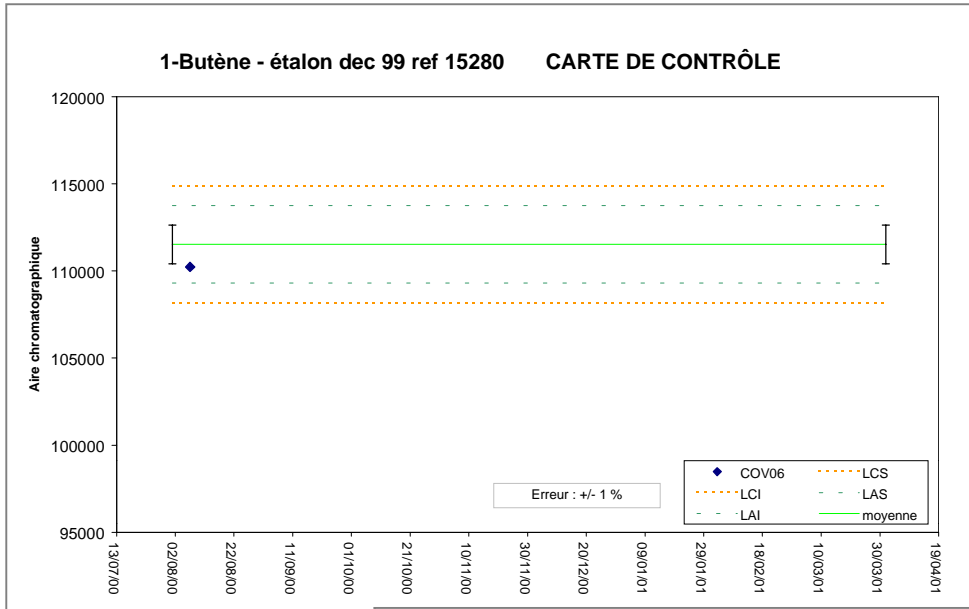 1-Butène - étalon dec 99 ref 15280 CARTE DE CONTRÔLE
Aire chromatographique
120000
115000
110000
105000
100000
95000
COV06 LCS
LCI LAS
LAI moyenne
Erreur : +/- 1 %
13/07/00 02/08/00 22/08/00 11/09/00 01/10/00 21/10/00 10/11/00 30/11/00 20/12/00 09/01/01 29/01/01 18/02/01 10/03/01 30/03/01 19/04/01